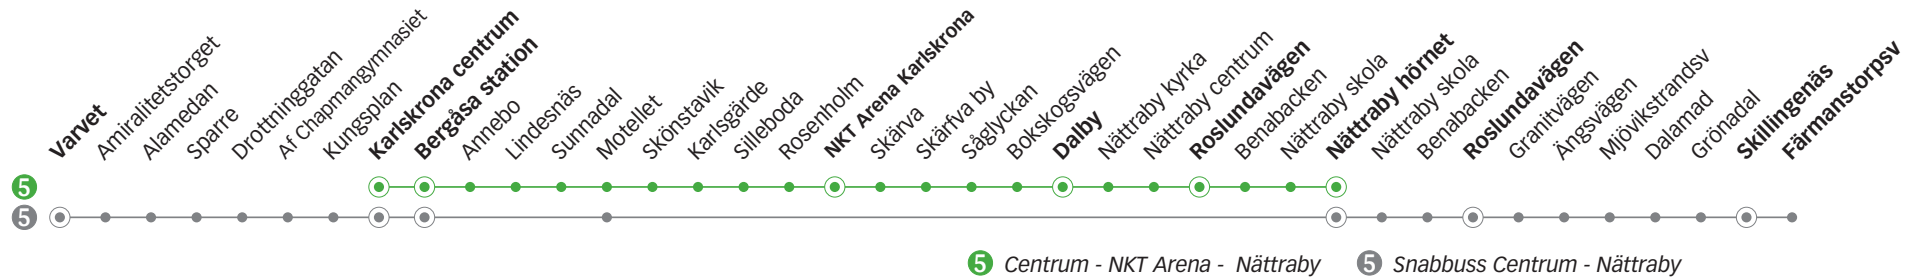 Varvet
Amiralitetstorget
Alamedan
Sparre
Drottninggatan
Af Chapmangymnasiet
Kungsplan
Karlskrona centrum
Bergåsa station
Annebo
Lindesnäs
Sunnadal
Motellet
Skönstavik
Karlsgärde
Silleboda
Rosenholm
NKT Arena Karlskrona
Skärva
Skärfva by
Såglyckan
Bokskogsvägen
Dalby
Nättraby kyrka
Nättraby centrum
Roslundavägen
Benabacken
Nättraby skola
Nättraby hörnet
Nättraby skola
Benabacken
Roslundavägen
Granitvägen
Ängsvägen
Mjövikstrandsv
Dalamad
Grönadal
Skillingenäs
Färmanstorpsv
5
5
5 Centrum - NKT Arena - Nättraby
5 Snabbuss Centrum - Nättraby